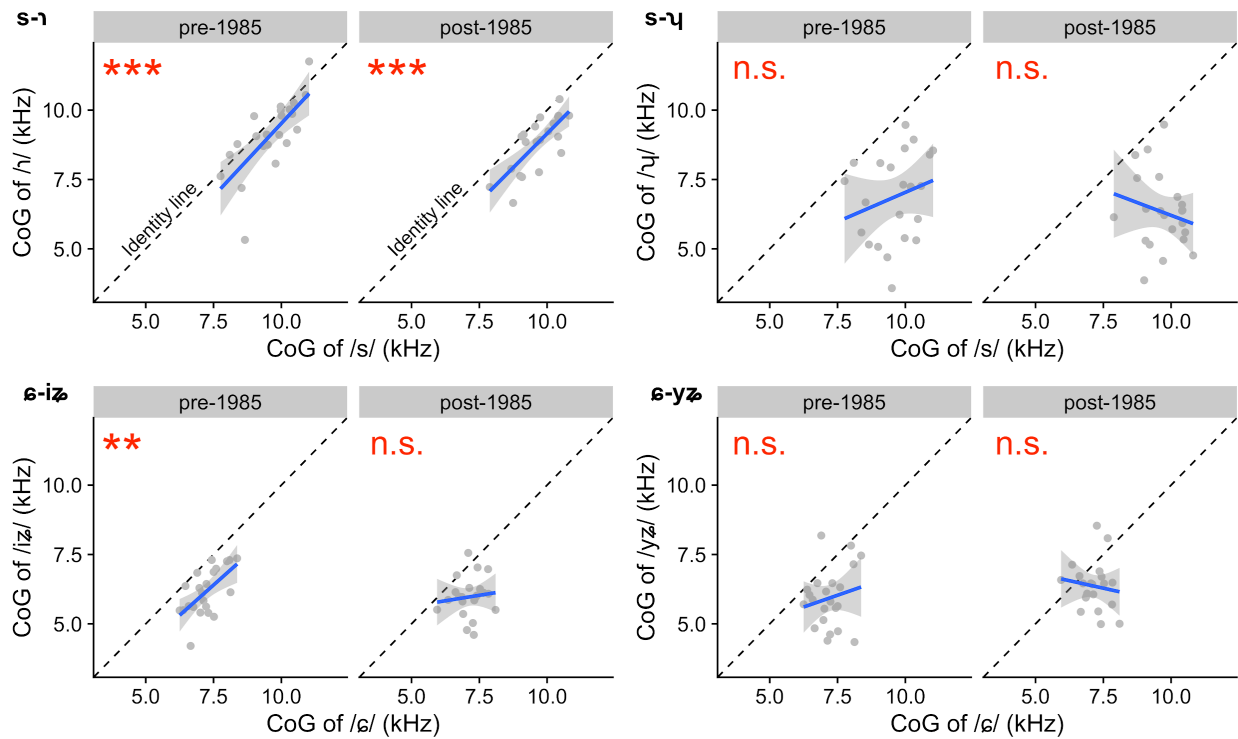 s-ɿ
pre-1985
post-1985
***
***
Identity line
Identity line
CoG of /ɿ/ (kHz)
10.0
7.5
5.0
5.0 7.5 10.0 5.0 7.5 10.0
CoG of /s/ (kHz)
s-ʮ
pre-1985
post-1985
n.s.
n.s.
CoG of /ʮ/ (kHz)
10.0
7.5
5.0
5.0 7.5 10.0 5.0 7.5 10.0
CoG of /s/ (kHz)
ɕ-iʑ
pre-1985
post-1985
**
n.s.
CoG of /iʑ/ (kHz)
10.0
7.5
5.0
5.0 7.5 10.0 5.0 7.5 10.0
CoG of /ɕ/ (kHz)
ɕ-yʑ
pre-1985
post-1985
n.s.
n.s.
CoG of /yʑ/ (kHz)
10.0
7.5
5.0
5.0 7.5 10.0 5.0 7.5 10.0
CoG of /ɕ/ (kHz)